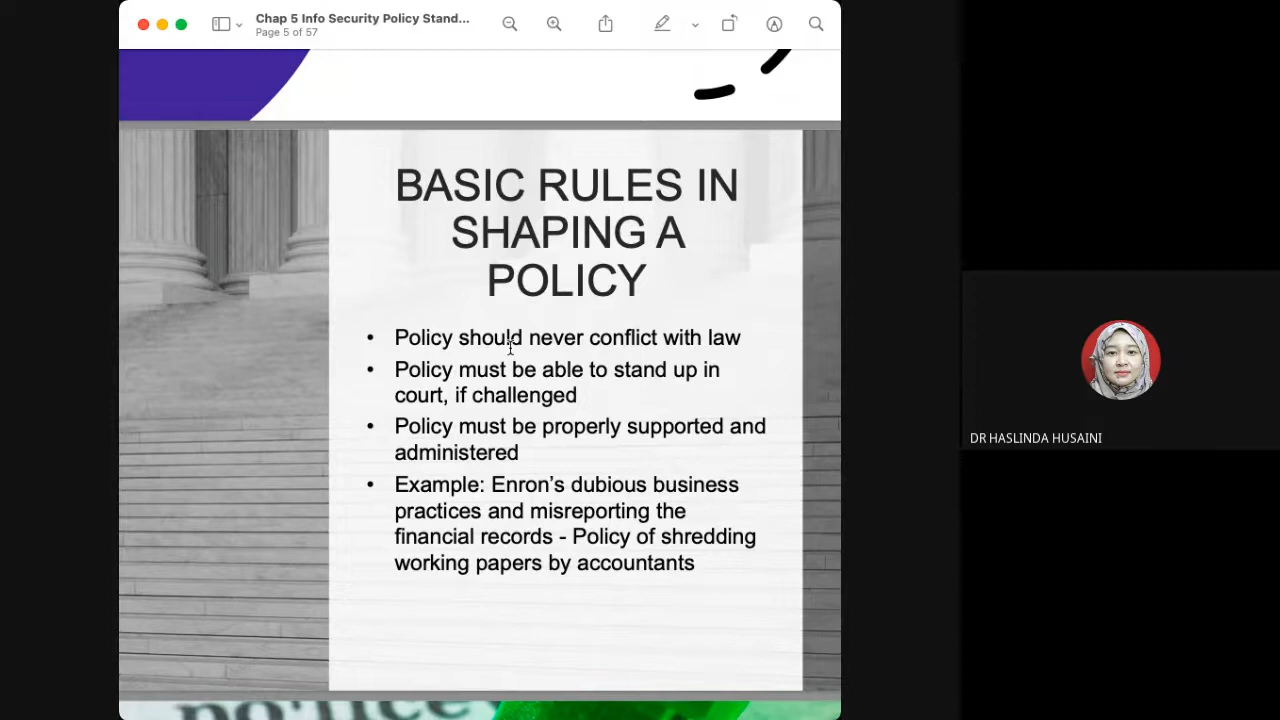 Chap 5 Info Security Policy Stand...
Page 5 of 57
BASIC RULES IN
SHAPING A
POLICY
• Policy should never conflict with law
• Policy must be able to stand up in
court, if challenged
• Policy must be properly supported and
administered
• Example: Enron’s dubious business
practices and misreporting the
financial records - Policy of shredding
working papers by accountants
DR HASLINDA HUSAINI